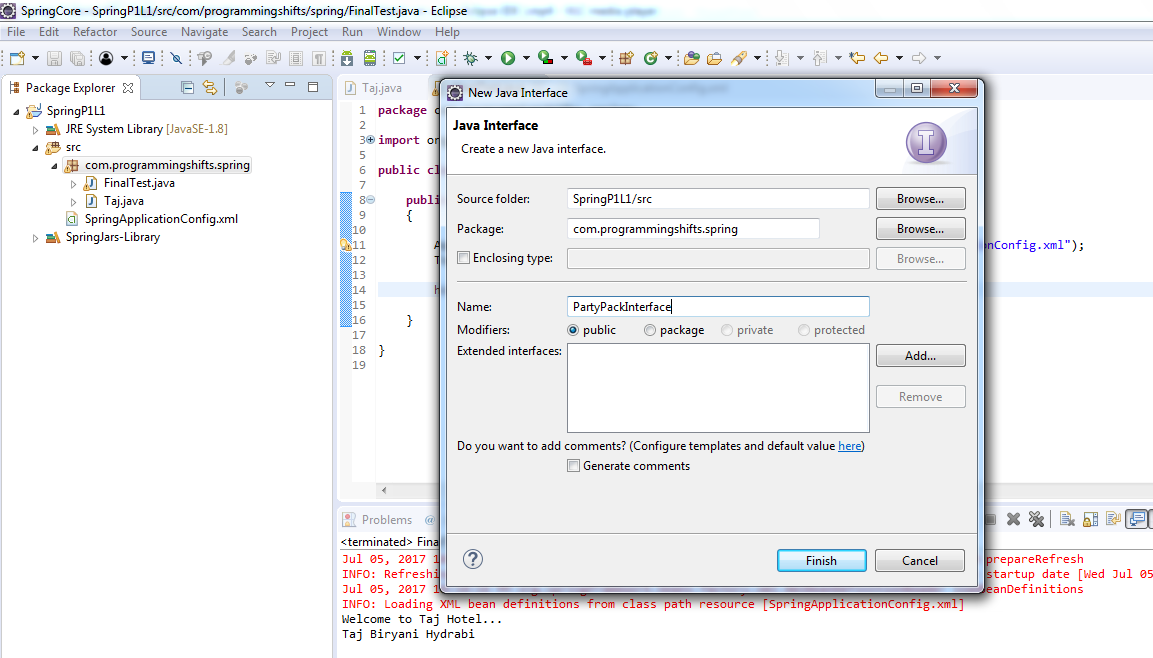 SpringCore - SpringP1L1/src/com/programmingshifts/spring/FinalTest.java - Eclipse
File Edit Refactor Source Navigate Search Project Run Window Help
Package Explorer
SpringP1L1
JRE System Library [JavaSE-1.8]
src
com.programmingshifts.spring
FinalTest.java
Taj.java
SpringApplicationConfig.xml
SpringJars-Library
Taj.java
1 package
2
3 import
5
6 public
7
8
9 {
10
11 onConfig.xml");
12
13
14
15
16 }
17
18 }
19
New Java Interface
Java Interface
Create a new Java interface.
I
Source folder: SpringP1L1/src Browse...
Package: com.programmingshifts.spring Browse...
Enclosing type: Browse...
Name: PartyPackInterface
Modifiers: public package private protected
Extended interfaces: Add...
Remove
Do you want to add comments? (Configure templates and default value here)
Generate comments
? Finish Cancel
Problems @
<terminated> Fina
Jul 05, 2017 1 prepareRefresh
INFO: Refreshi startup date [Wed Jul 05
Jul 05, 2017 1 eanDefinitions
INFO: Loading XML bean definitions from class path resource [SpringApplicationConfig.xml]
Welcome to Taj Hotel...
Taj Biryani Hydrabi